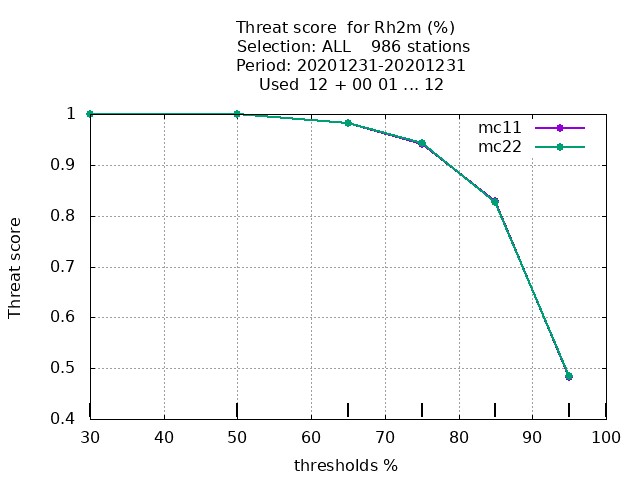 Threat score  for Rh2m (%)
Selection: ALL    986 stations
Period: 20201231-20201231
Used  12 + 00 01 ... 12
mc11
mc22
1
0.9
0.8
0.7
0.6
0.5
0.4
Threat score
30 40 50 60 70 80 90 100
thresholds %